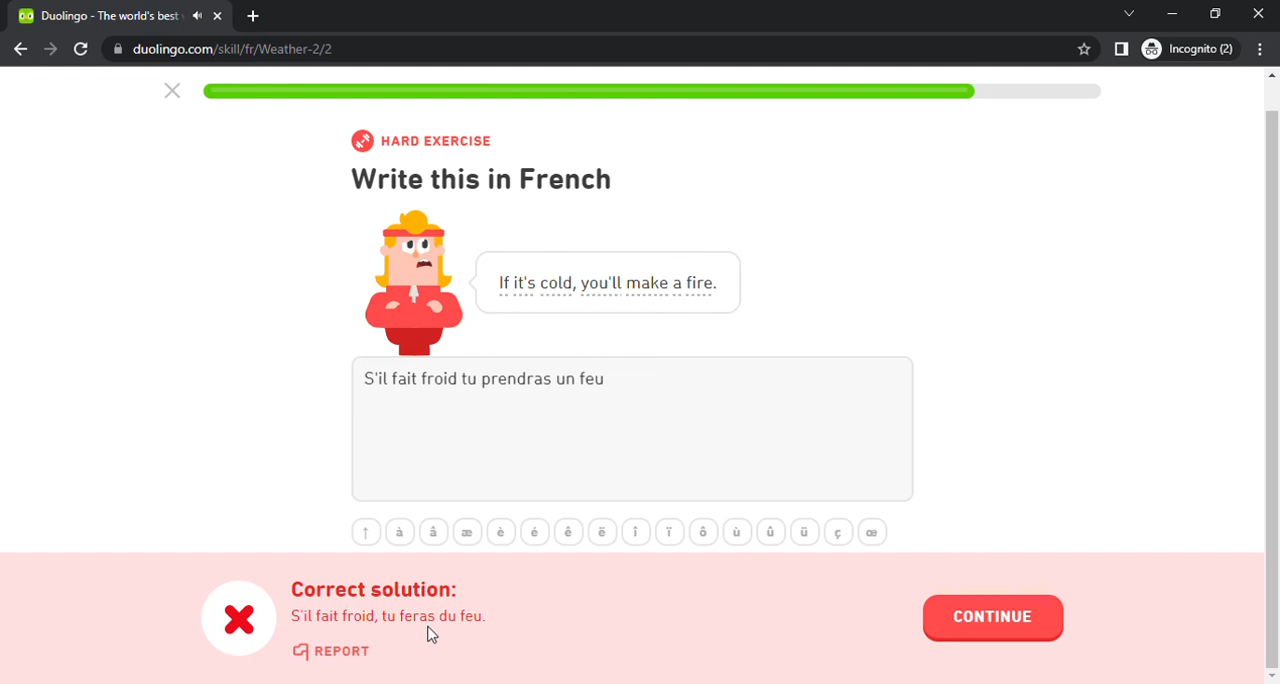 Duolingo - The world's best
duolingo.com/skill/fr/Weather-2/2
Incognito (2)
HARD EXERCISE
Write this in French
If it's cold, you'll make a fire.
S'il fait froid tu prendras un feu
↑ à â æ è é ê ë î ï ô ù û ü ç œ
Correct solution:
S'il fait froid, tu feras du feu.
REPORT
CONTINUE